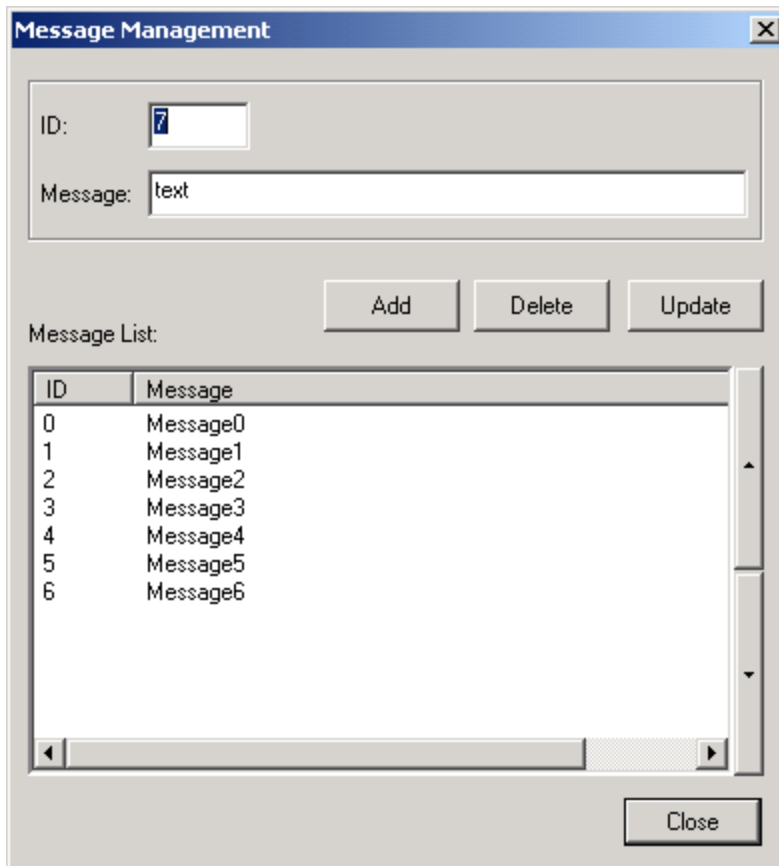 Message Management
ID: 7
Message: text
Add Delete Update
Message List:
ID Message
0 Message0
1 Message1
2 Message2
3 Message3
4 Message4
5 Message5
6 Message6
Close